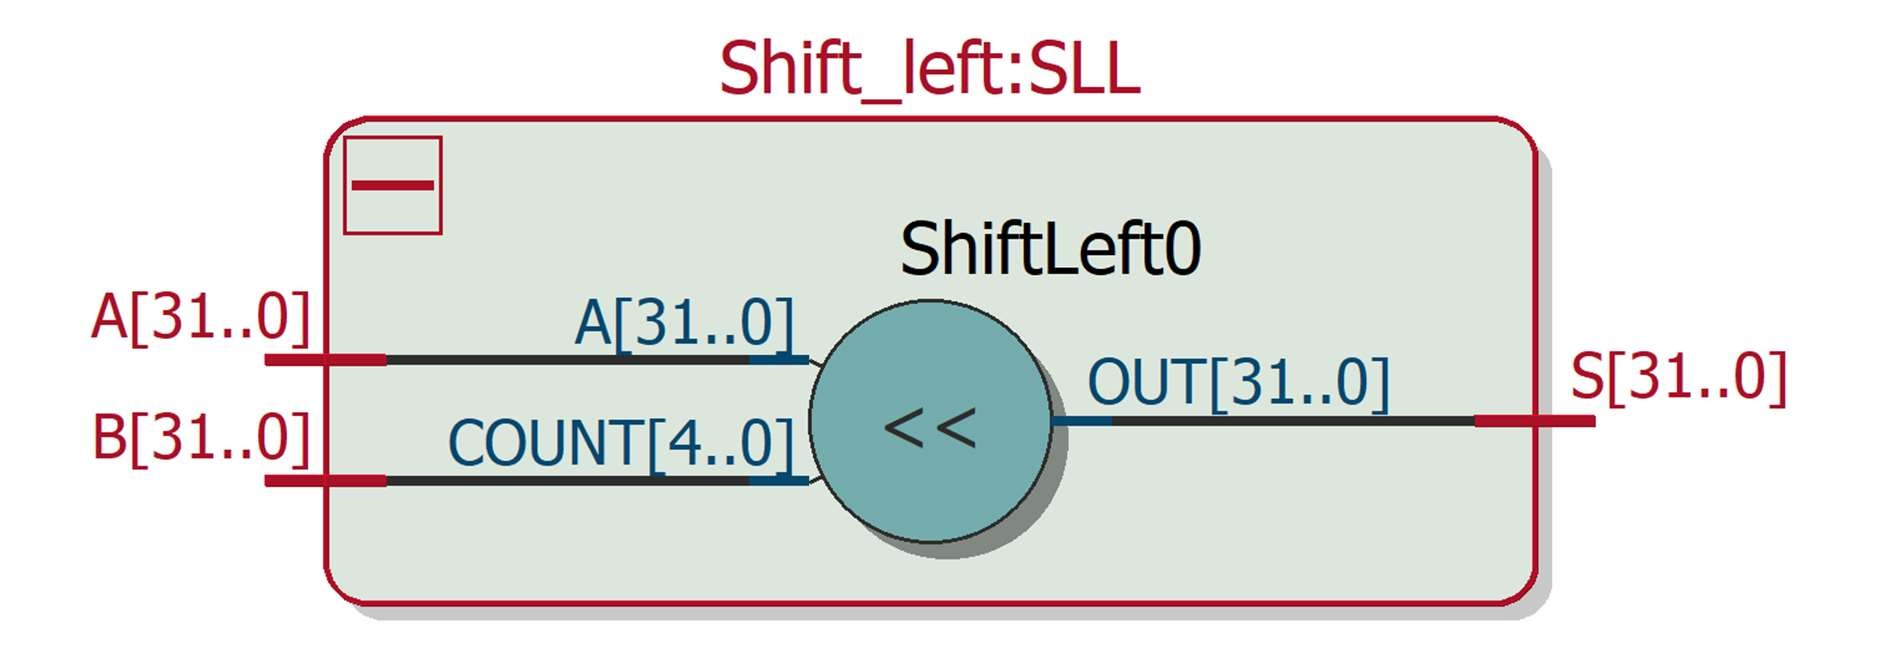 Shift_left:SLL
ShiftLeft0
A[31..0]
A[31..0]
B[31..0]
COUNT[4..0]
<<
OUT[31..0]
S[31..0]